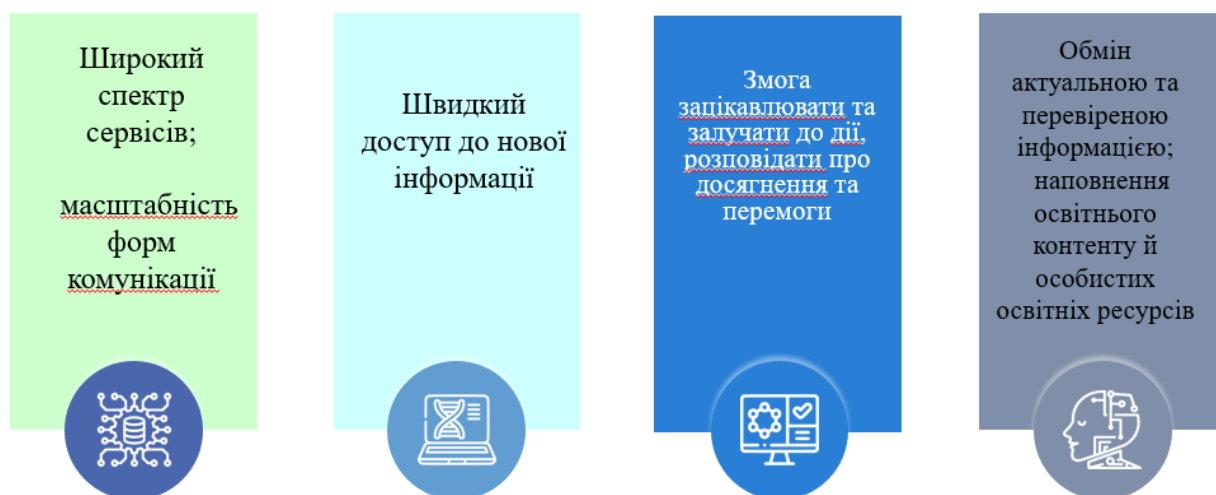 Широкий
спектр
сервісів;
масштабність
форм
комунікації
Швидкий
доступ до нової
інформації
Змога
зацікавлювати та
залучати до дії,
розповідати про
досягнення та
перемоги
Обмін
актуальною та
перевіреною
інформацією;
наповнення
освітнього
контенту й
особистих
освітніх ресурсів